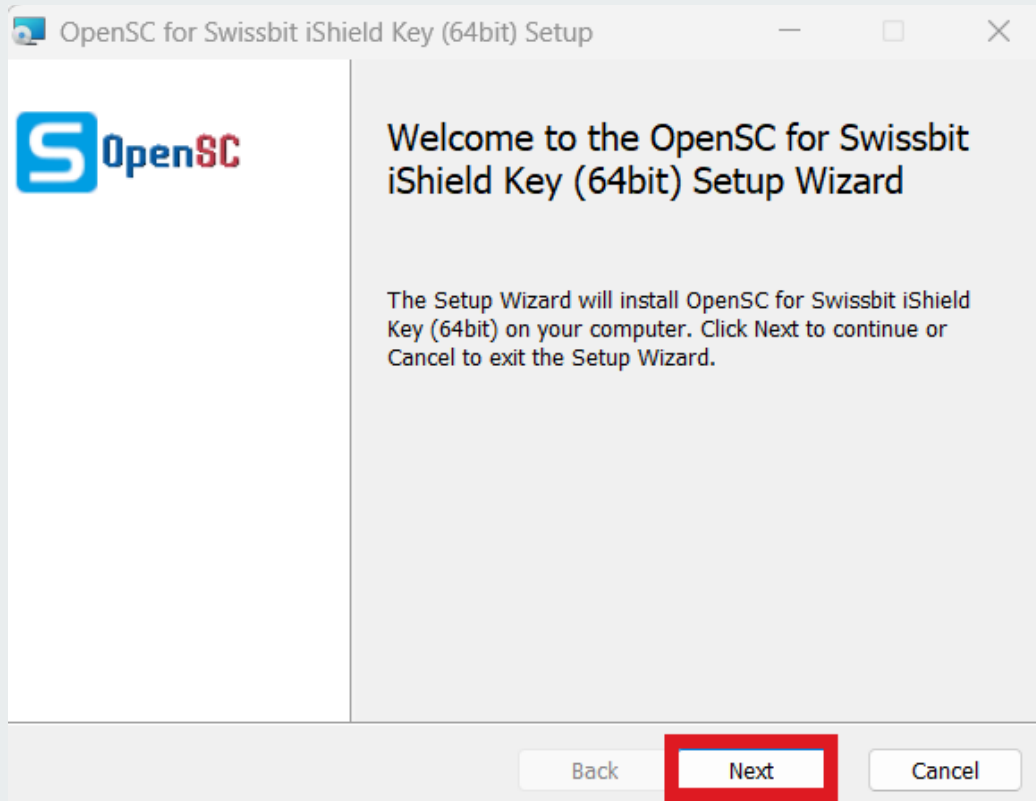 OpenSC for Swissbit iShield Key (64bit) Setup
S OpenSC
Welcome to the OpenSC for Swissbit
iShield Key (64bit) Setup Wizard
The Setup Wizard will install OpenSC for Swissbit iShield
Key (64bit) on your computer. Click Next to continue or
Cancel to exit the Setup Wizard.
Back Next Cancel